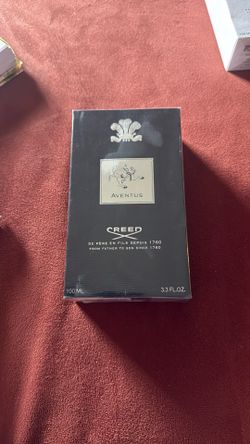 AVENTUS
CREED
DE PÈRE EN FILS DEPUIS 1760
FROM FATHER TO SON SINCE 1760
100 ML
3.3 FL.OZ.